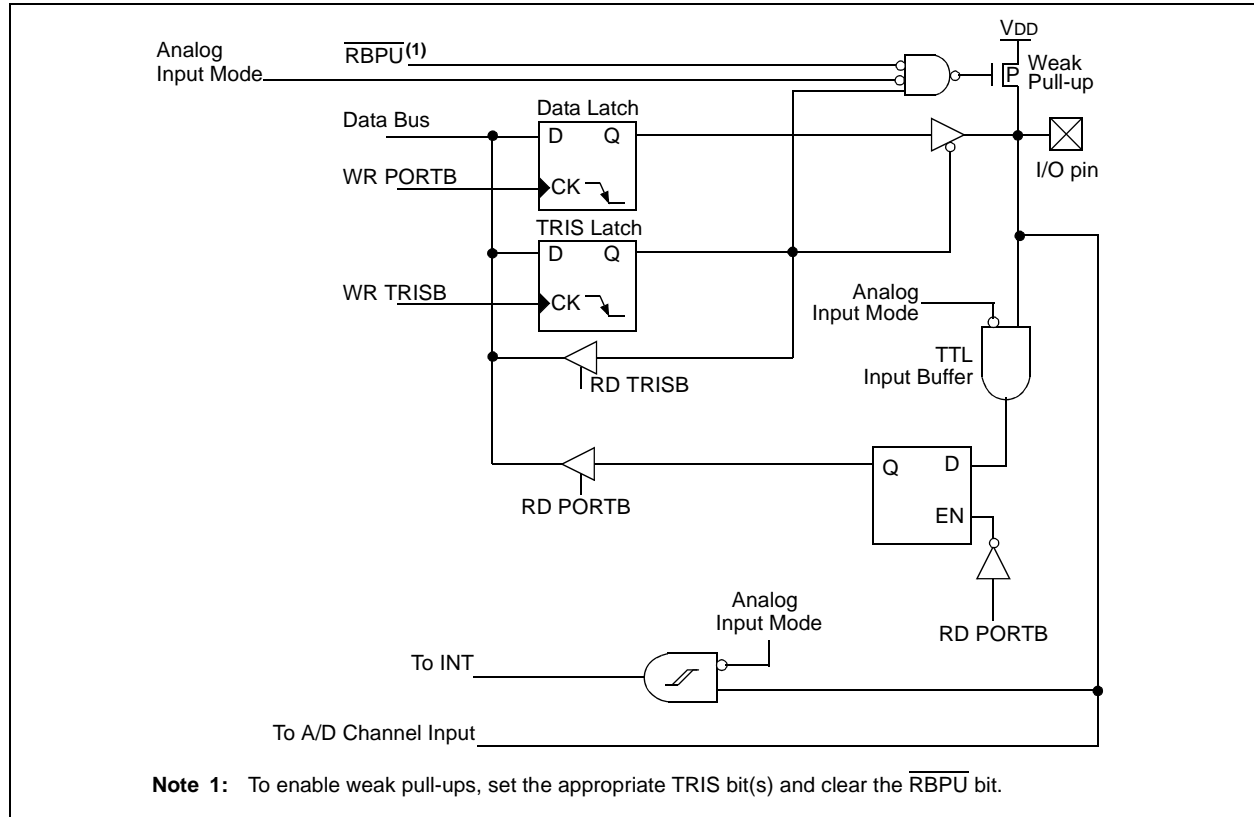 VDD
Analog
Input Mode
RBPU(1)
Weak
Pull-up
P
Data Latch
Data Bus
D Q
I/O pin
WR PORTB
CK
TRIS Latch
D Q
WR TRISB
CK
Analog
Input Mode
TTL
Input Buffer
RD TRISB
Q D
RD PORTB
EN
Analog
Input Mode
RD PORTB
To INT
To A/D Channel Input
Note 1: To enable weak pull-ups, set the appropriate TRIS bit(s) and clear the RBPU bit.